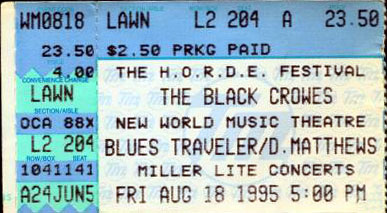 WM0818 LAWN L2 204 A 23.50
23.50 $2.50 PRKG PAID
4.00 THE H.O.R.D.E. FESTIVAL
CONVENIENCE CHARGE
LAWN THE BLACK CROWES
SECTION/AISLE
OCA 88X NEW WORLD MUSIC THEATRE
L2 204 BLUES TRAVELER/D.MATTHEWS
ROW/BOX SEAT
1041141 MILLER LITE CONCERTS
A24JUN5 FRI AUG 18 1995 5:00 PM